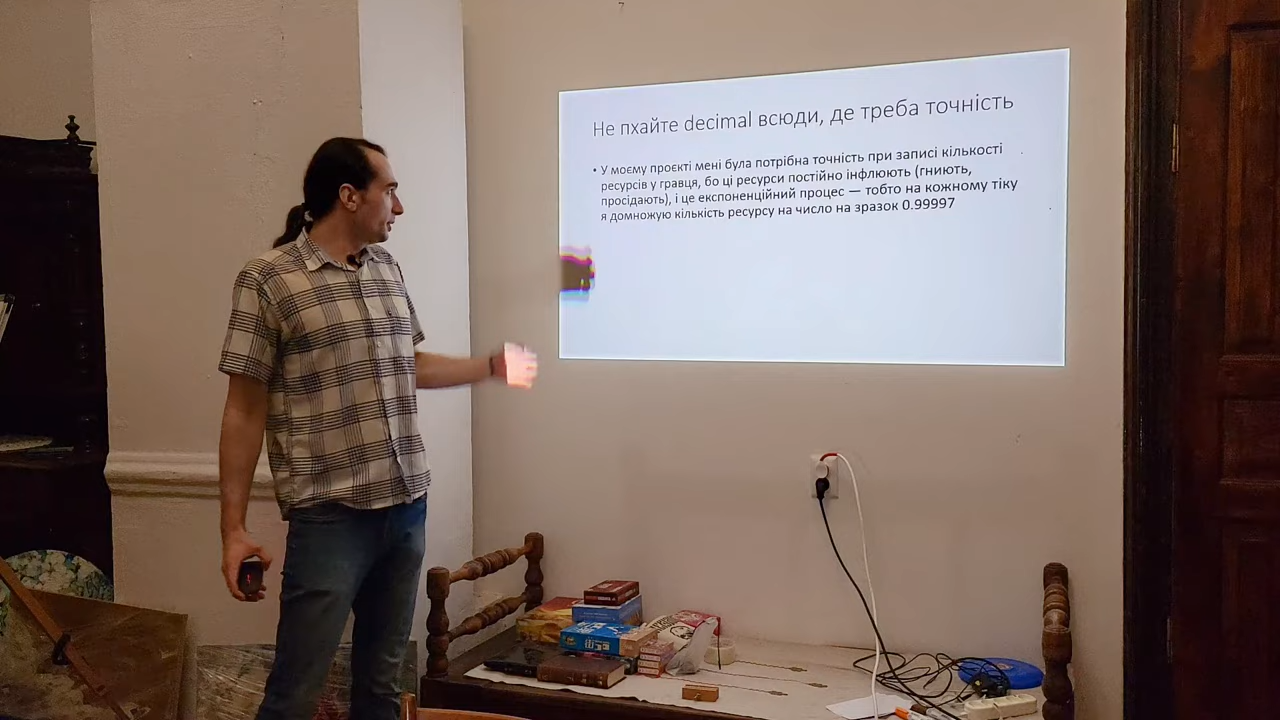 Не пхайте decimal всюди, де треба точність
• У моєму проєкті мені була потрібна точність при записі кількості
ресурсів у гравця, бо ці ресурси постійно інфлюють (гниють,
просідають), і це експоненційний процес — тобто на кожному тіку
я домножую кількість ресурсу на число на зразок 0.99997